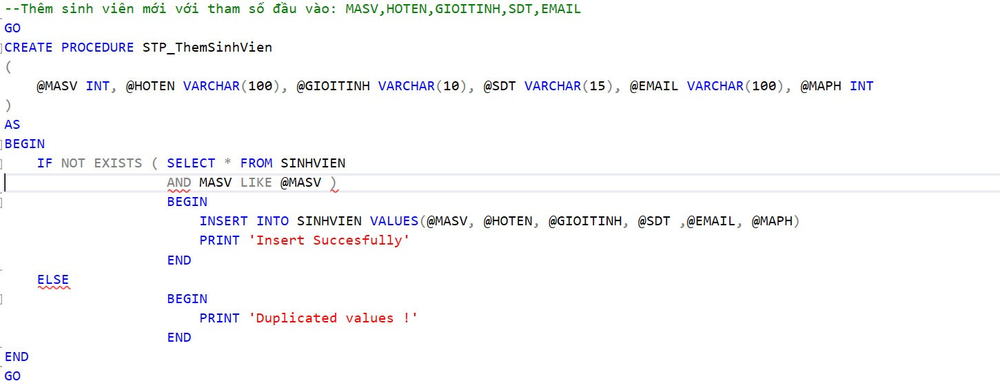 --Thêm sinh viên mới với tham số đầu vào: MASV,HOTEN,GIOITINH,SDT,EMAIL
GO
CREATE PROCEDURE STP_ThemSinhVien
(
    @MASV INT, @HOTEN VARCHAR(100), @GIOITINH VARCHAR(10), @SDT VARCHAR(15), @EMAIL VARCHAR(100), @MAPH INT
)
AS
BEGIN
    IF NOT EXISTS ( SELECT * FROM SINHVIEN
                    AND MASV LIKE @MASV )
                    BEGIN
                        INSERT INTO SINHVIEN VALUES(@MASV, @HOTEN, @GIOITINH, @SDT ,@EMAIL, @MAPH)
                        PRINT 'Insert Succesfully'
                    END
    ELSE
                    BEGIN
                        PRINT 'Duplicated values !'
                    END
END
GO